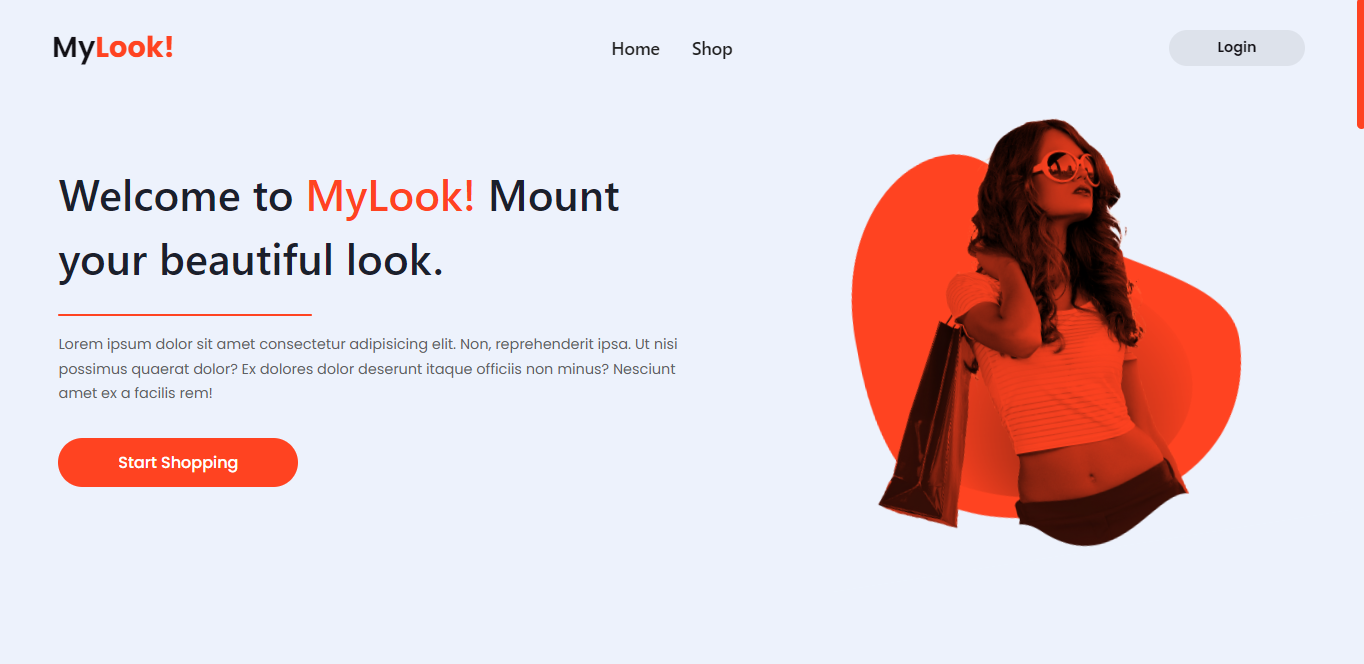 MyLook!
Home
Shop
Login
Welcome to MyLook! Mount
your beautiful look.
Lorem ipsum dolor sit amet consectetur adipisicing elit. Non, reprehenderit ipsa. Ut nisi
possimus quaerat dolor? Ex dolores dolor deserunt itaque officiis non minus? Nesciunt
amet ex a facilis rem!
Start Shopping